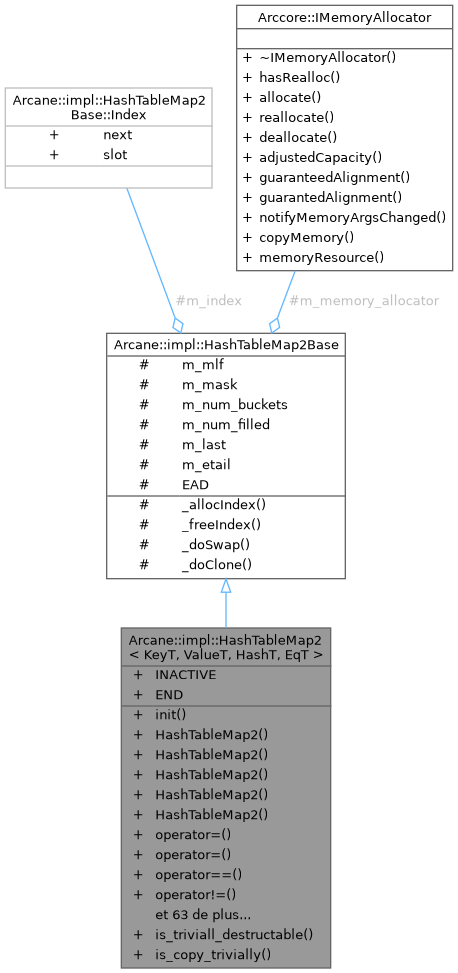 Arccore::IMemoryAllocator
+ ~IMemoryAllocator()
+ hasRealloc()
+ allocate()
+ reallocate()
+ deallocate()
+ adjustedCapacity()
+ guaranteedAlignment()
+ guarantedAlignment()
+ notifyMemoryArgsChanged()
+ copyMemory()
+ memoryResource()
Arcane::impl::HashTableMap2
Base::Index
+ next
+ slot
#m_index
#m_memory_allocator
Arcane::impl::HashTableMap2Base
# m_mlf
# m_mask
# m_num_buckets
# m_num_filled
# m_last
# m_etail
# EAD
# _allocIndex()
# _freeIndex()
# _doSwap()
# _doClone()
Arcane::impl::HashTableMap2
< KeyT, ValueT, HashT, EqT >
+ INACTIVE
+ END
+ init()
+ HashTableMap2()
+ HashTableMap2()
+ HashTableMap2()
+ HashTableMap2()
+ HashTableMap2()
+ operator=()
+ operator=()
+ operator==()
+ operator!=()
et 63 de plus...
+ is_triviall_destructable()
+ is_copy_trivially()